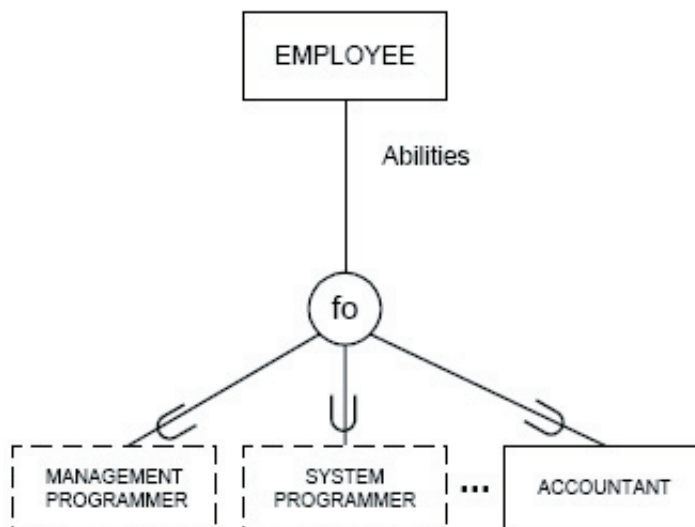 EMPLOYEE
Abilities
fo
MANAGEMENT
PROGRAMMER
SYSTEM
PROGRAMMER
...
ACCOUNTANT